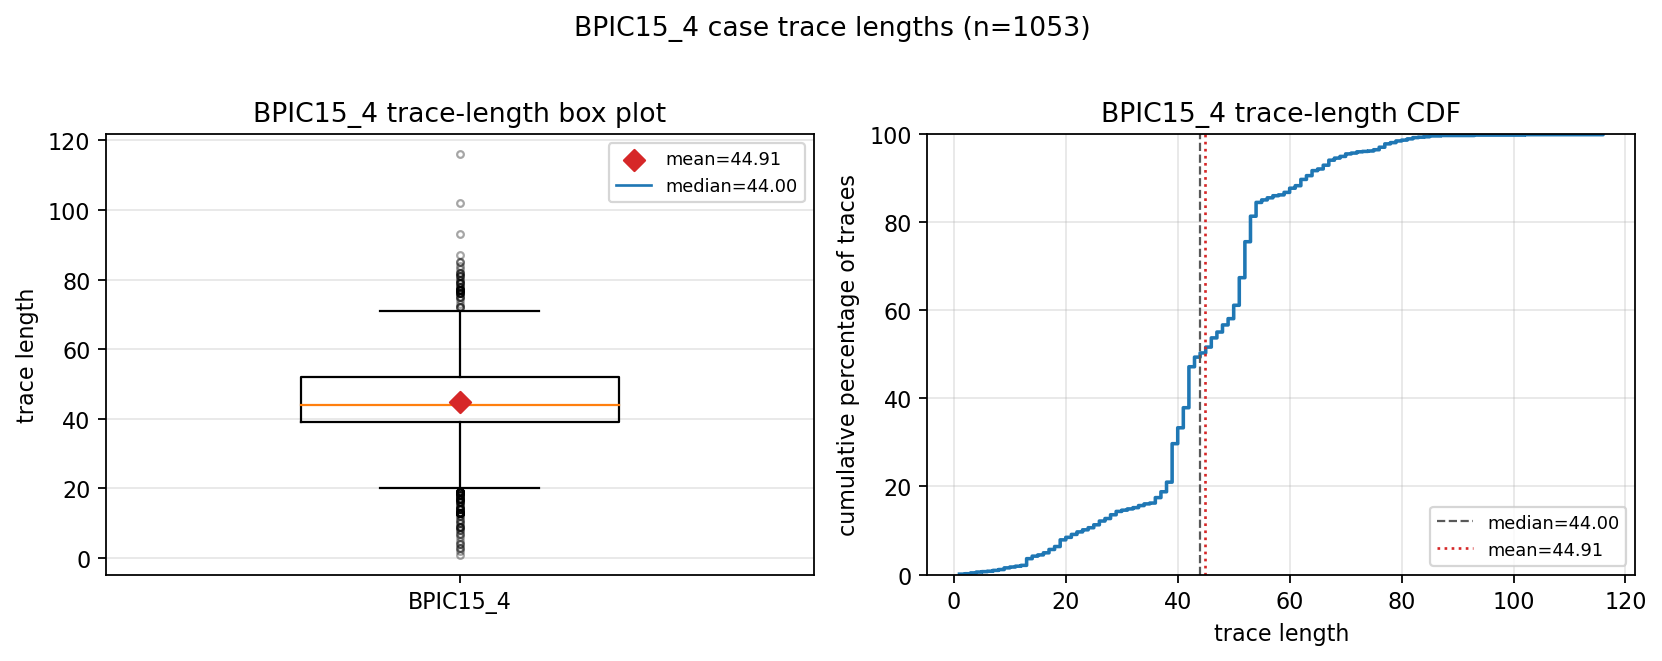 BPIC15_4 case trace lengths (n=1053)
BPIC15_4 trace-length box plot
120
100
80
60
40
20
0
trace length
BPIC15_4
mean=44.91
median=44.00
BPIC15_4 trace-length CDF
100
80
60
40
20
0
cumulative percentage of traces
0 20 40 60 80 100 120
trace length
median=44.00
mean=44.91